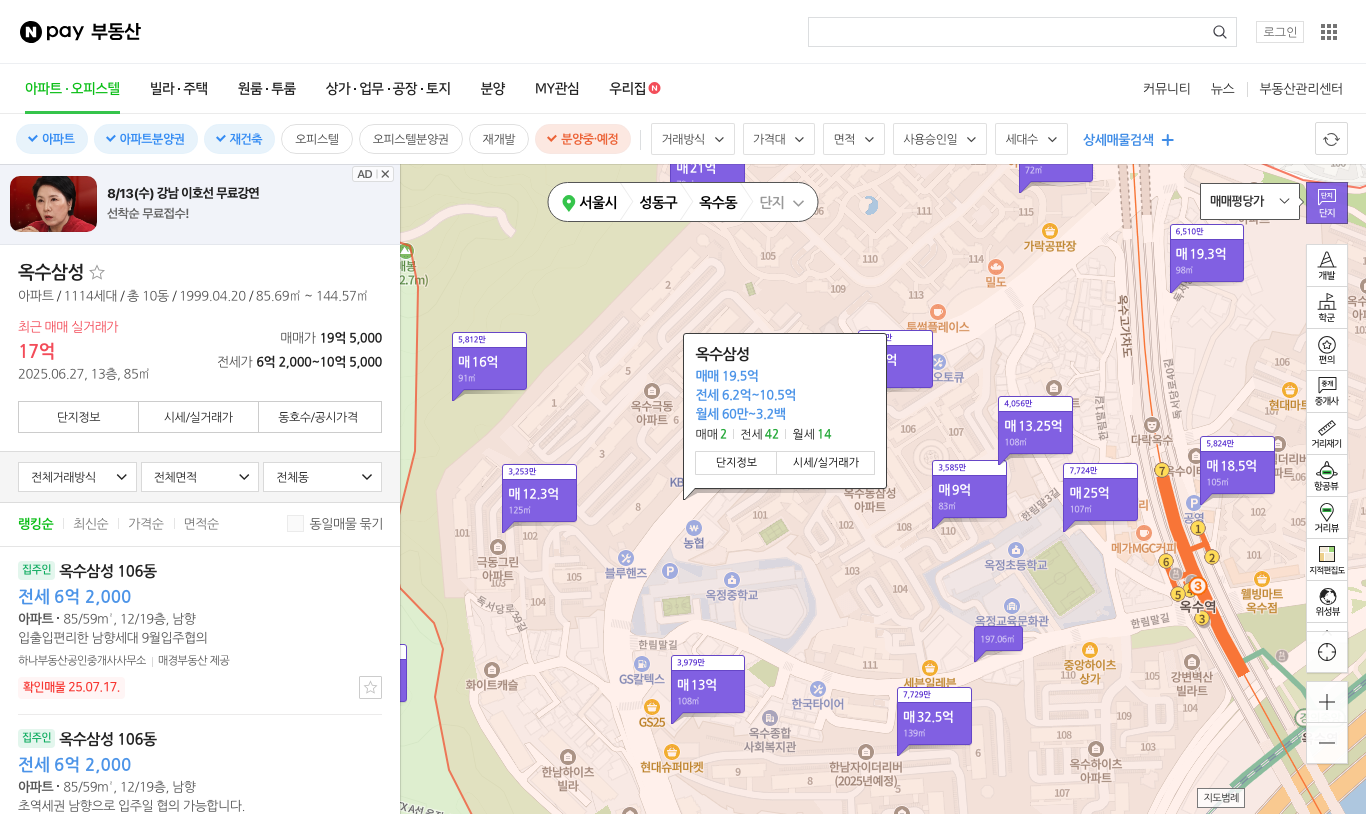 N pay 부동산
로그인
아파트 · 오피스텔
빌라 · 주택
원룸 · 투룸
상가 · 업무 · 공장 · 토지
분양
MY관심
우리집 N
커뮤니티
뉴스
부동산관리센터
아파트
아파트분양권
재건축
오피스텔
오피스텔분양권
재개발
분양중·예정
거래방식
가격대
면적
사용승인일
세대수
상세매물검색
AD
8/13(수) 강남 이호선 무료강연
선착순 무료접수!
옥수삼성
아파트 / 1114세대 / 총 10동 / 1999.04.20 / 85.69㎡ ~ 144.57㎡
최근 매매 실거래가
17억
2025.06.27, 13층, 85㎡
매매가 19억 5,000
전세가 6억 2,000~10억 5,000
단지정보
시세/실거래가
동호수/공시가격
전체거래방식
전체면적
전체동
랭킹순
최신순
가격순
면적순
동일매물 묶기
집주인 옥수삼성 106동
전세 6억 2,000
아파트 · 85/59㎡, 12/19층, 남향
입출입편리한 남향세대 9월입주협의
하나부동산공인중개사사무소 | 매경부동산 제공
확인매물 25.07.17.
집주인 옥수삼성 106동
전세 6억 2,000
아파트 · 85/59㎡, 12/19층, 남향
초역세권 남향으로 입주일 협의 가능합니다.
서울시
성동구
옥수동
단지
매매평당가
단지
단지
개발
학군
편의
중개
중개사
거리재기
항공뷰
거리뷰
지적편집도
위성뷰
지도범례
매 21억
72㎡
6,510만
매 19.3억
98㎡
5,812만
매 16억
91㎡
옥수삼성
매매 19.5억
전세 6.2억~10.5억
월세 60만~3.2백
매매 2
전세 42
월세 14
단지정보
시세/실거래가
4,056만
매 13.25억
108㎡
5,824만
매 18.5억
105㎡
3,253만
매 12.3억
125㎡
3,585만
매 9억
83㎡
7,724만
매 25억
107㎡
3,979만
매 13억
108㎡
7,729만
매 32.5억
139㎡
197.06㎡
가락공판장
밀도
투썸플레이스
오토큐
옥수극동
아파트
옥수고가차도
독서당로40길
한림말3길
현대마트
다락옥수
옥수동삼성
아파트
농협
블루핸즈
극동그린
아파트
옥정중학교
옥정초등학교
메가MGC커피
옥정교육문화관
웰빙마트
옥수점
옥수역
독서당로39길
한림말길
한림말길
GS칼텍스
화이트캐슬
GS25
한국타이어
세븐일레븐
중앙하이츠
상가
강변벽산
빌라트
옥수종합
사회복지관
현대슈퍼마켓
한남하이츠
빌라
한남자이더리버
(2025년예정)
옥수하이츠
아파트